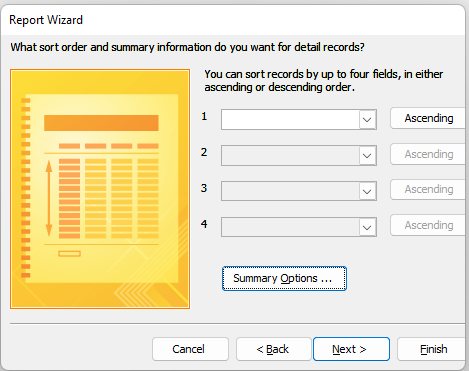 Report Wizard
What sort order and summary information do you want for detail records?
You can sort records by up to four fields, in either
ascending or descending order.
1 Ascending
2 Ascending
3 Ascending
4 Ascending
Summary Options ...
Cancel < Back Next > Finish